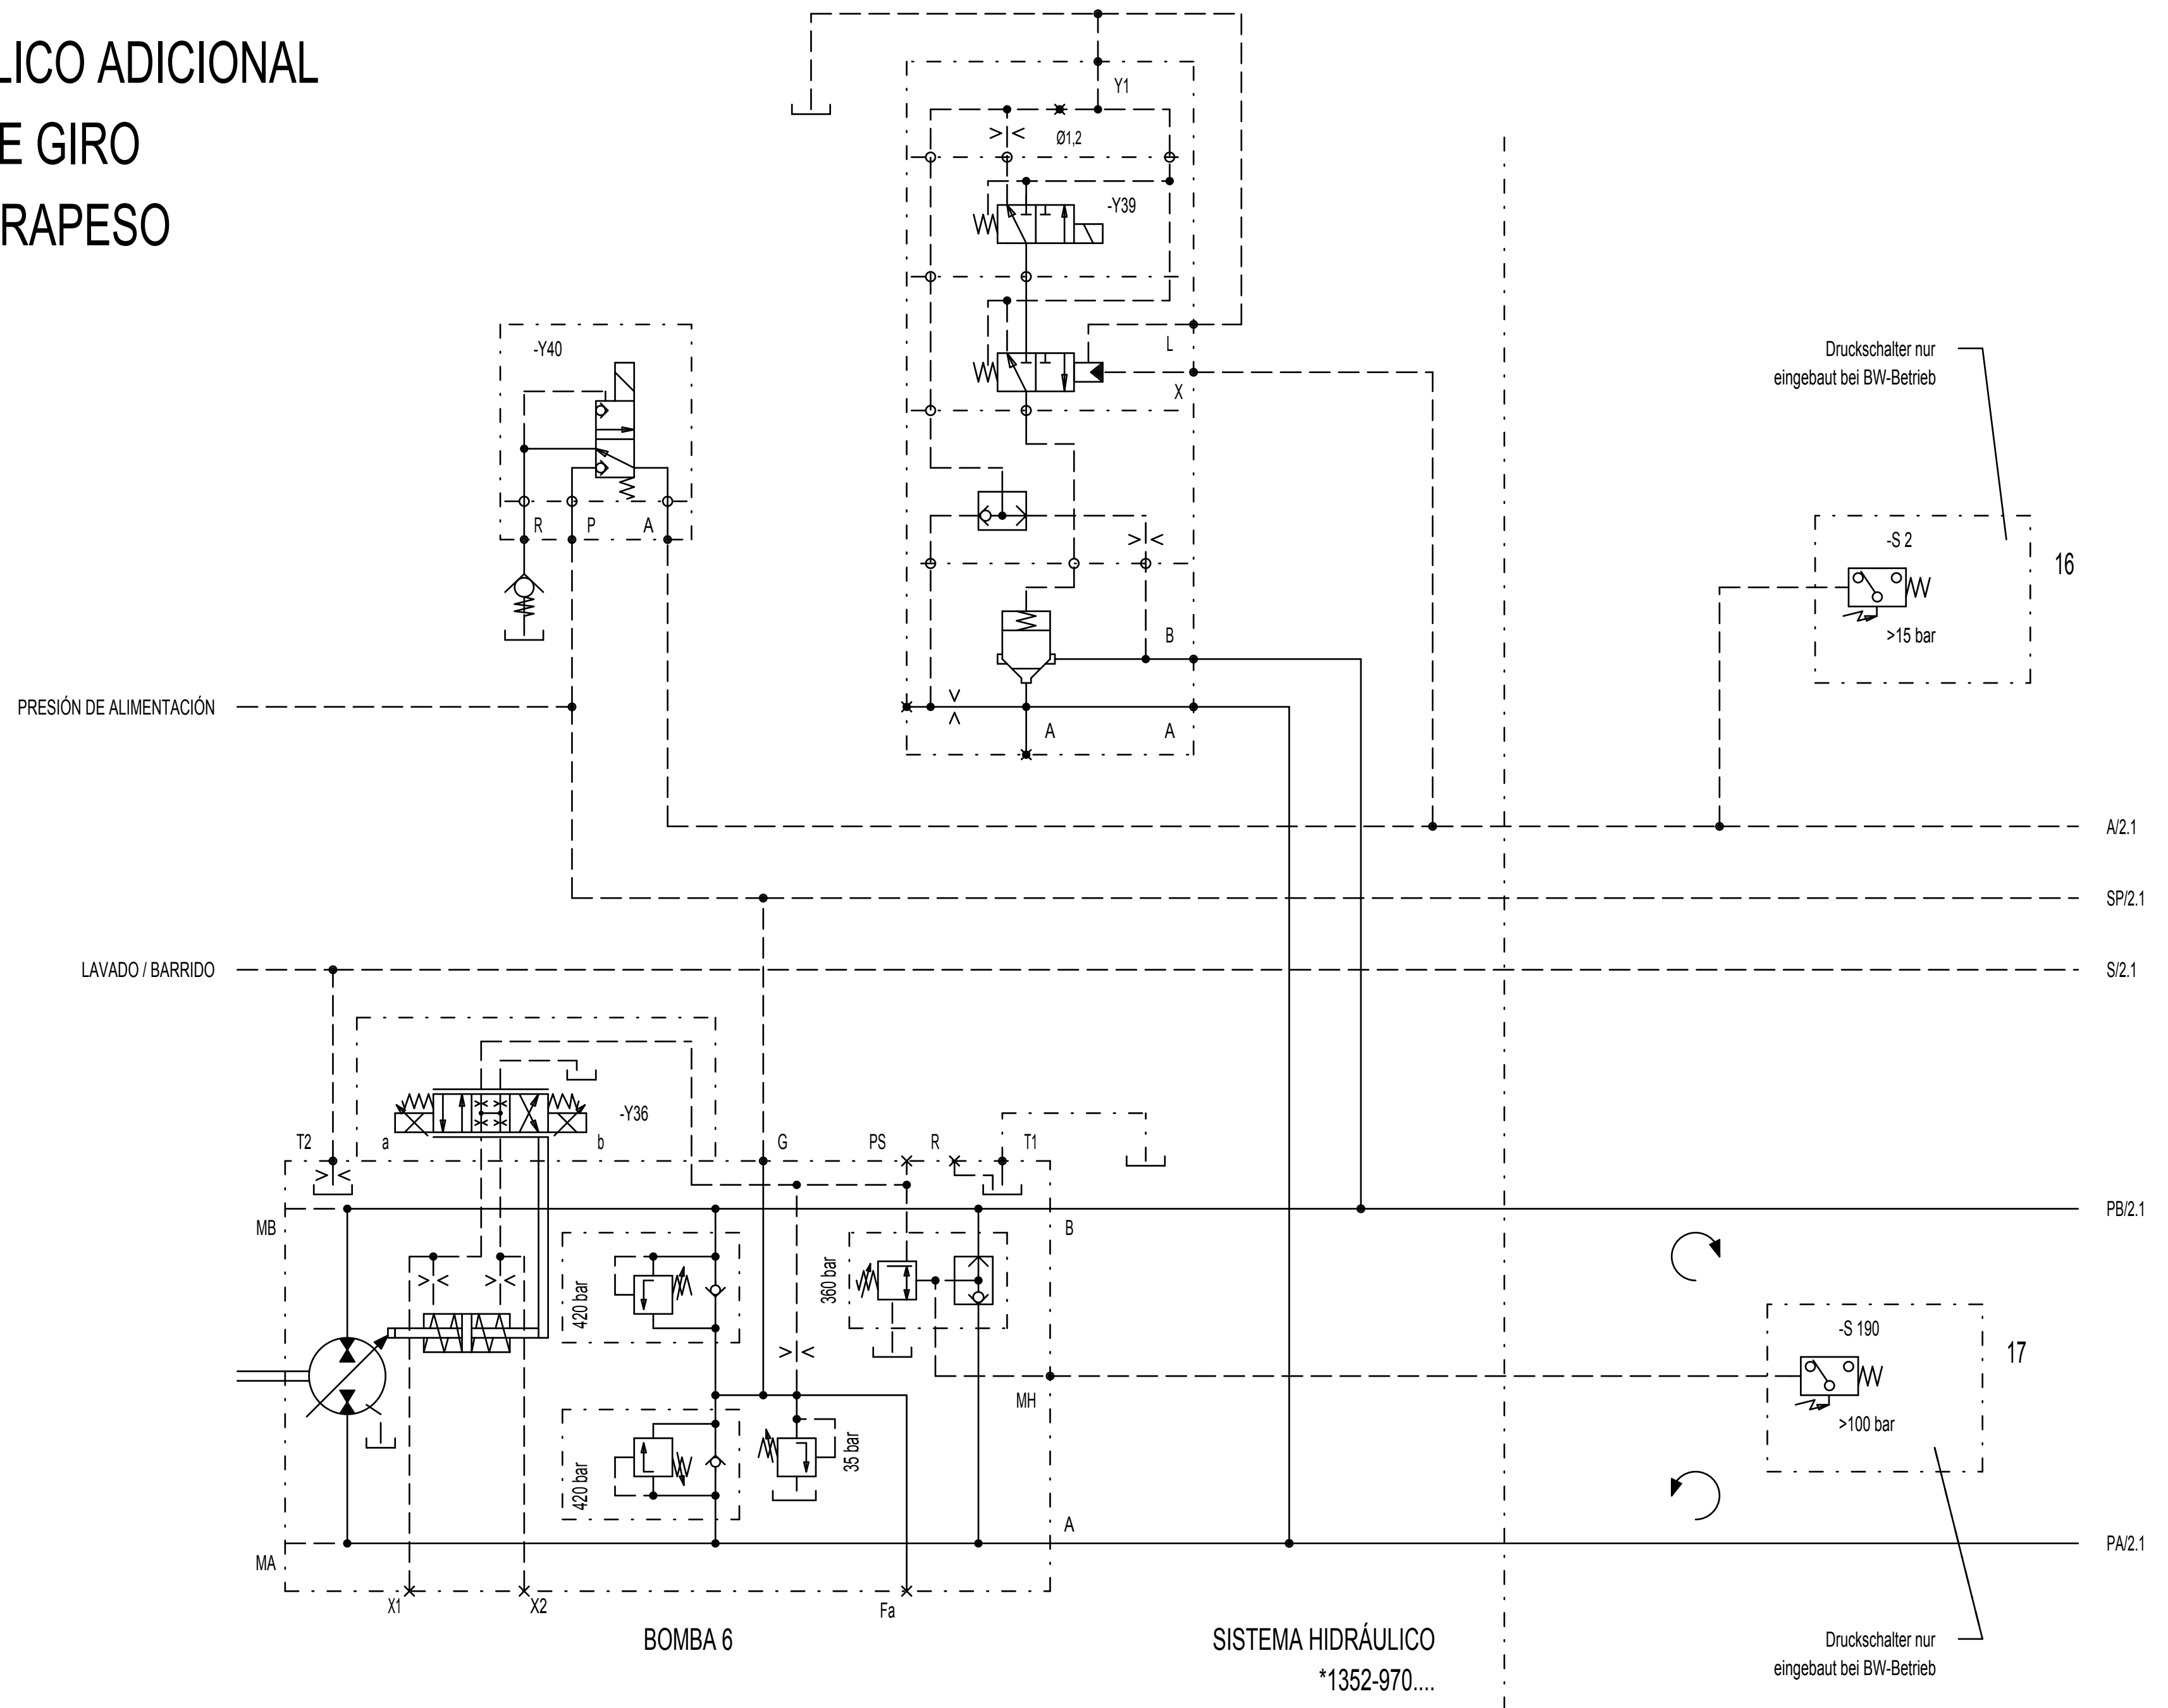 LICO ADICIONAL
E GIRO
RAPESO
Y1
Ø1,2
-Y39
L
X
-Y40
R
P
A
B
A
A
Druckschalter nur
eingebaut bei BW-Betrieb
-S 2
>15 bar
16
PRESIÓN DE ALIMENTACIÓN
A/2.1
SP/2.1
LAVADO / BARRIDO
S/2.1
-Y36
T2
a
b
G
PS
R
T1
MB
B
PB/2.1
420 bar
360 bar
-S 190
>100 bar
17
MH
420 bar
35 bar
MA
A
PA/2.1
X1
X2
Fa
BOMBA 6
SISTEMA HIDRÁULICO
*1352-970....
Druckschalter nur
eingebaut bei BW-Betrieb